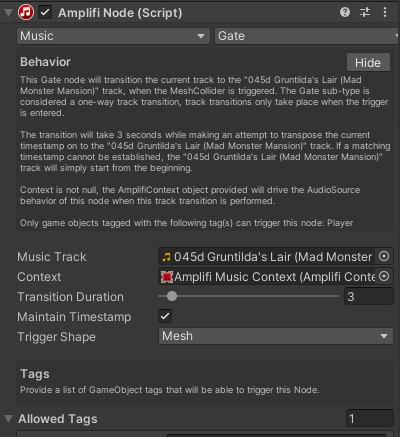 Amplifi Node (Script)
Music Gate
Behavior Hide
This Gate node will transition the current track to the "045d Gruntilda's Lair (Mad
Monster Mansion)" track, when the MeshCollider is triggered. The Gate sub-type is
considered a one-way track transition, track transitions only take place when the trigger
is entered.
The transition will take 3 seconds while making an attempt to transpose the current
timestamp on to the "045d Gruntilda's Lair (Mad Monster Mansion)" track. If a
matching timestamp cannot be established, the "045d Gruntilda's Lair (Mad Monster Mansion)"
track will simply start from the beginning.
Context is not null, the AmplifiContext object provided will drive the AudioSource
behavior of this node when this track transition is performed.
Only game objects tagged with the following tag(s) can trigger this node: Player
Music Track 045d Gruntilda's Lair (Mad Monster
Context Amplifi Music Context (Amplifi Conte
Transition Duration 3
Maintain Timestamp
Trigger Shape Mesh
Tags
Provide a list of GameObject tags that will be able to trigger this Node.
Allowed Tags 1